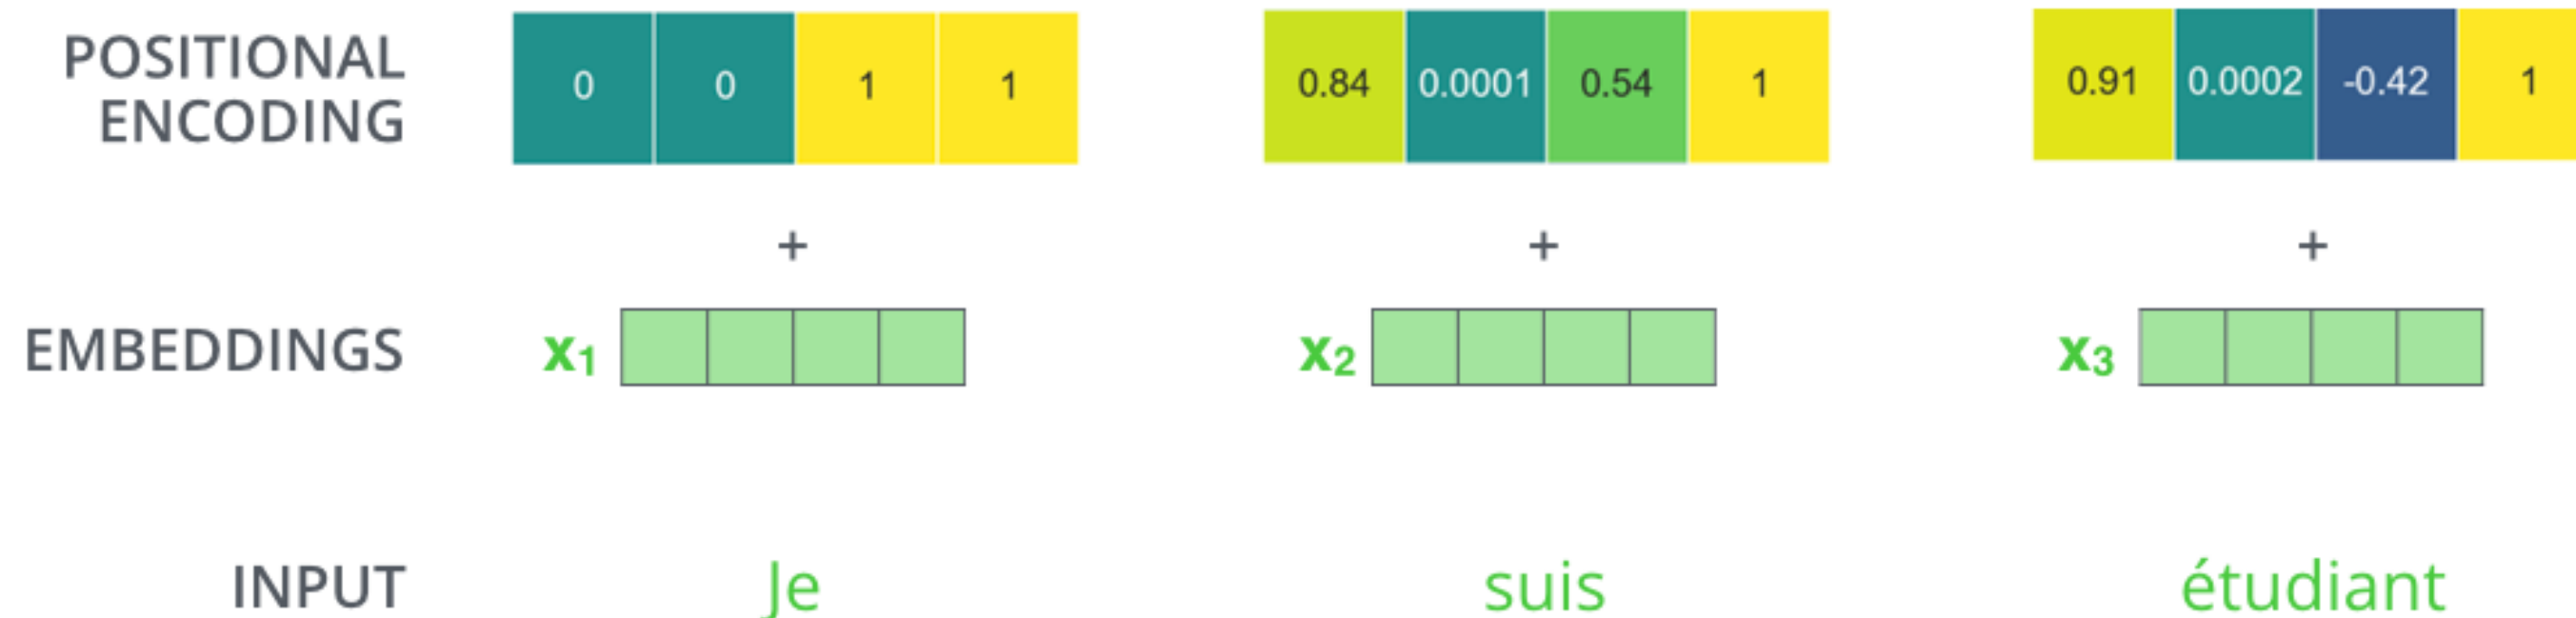 POSITIONAL
ENCODING
0 0 1 1
0.84 0.0001 0.54 1
0.91 0.0002 -0.42 1
+ + +
EMBEDDINGS x1 x2 x3
INPUT Je suis étudiant